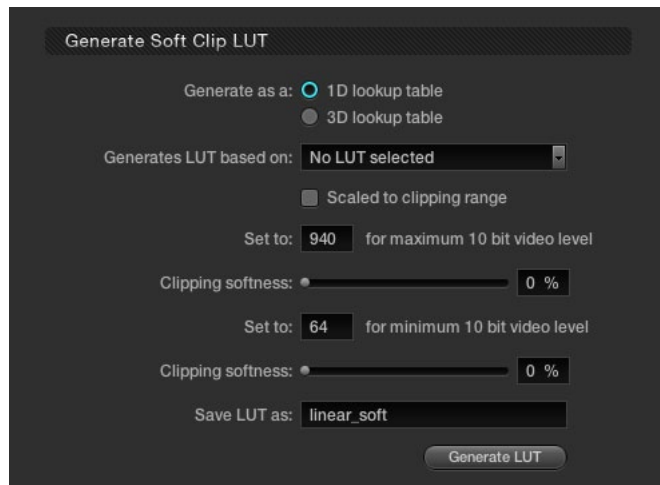 Generate Soft Clip LUT
Generate as a: 1D lookup table
3D lookup table
Generates LUT based on: No LUT selected
Scaled to clipping range
Set to: 940 for maximum 10 bit video level
Clipping softness: 0 %
Set to: 64 for minimum 10 bit video level
Clipping softness: 0 %
Save LUT as: linear_soft
Generate LUT